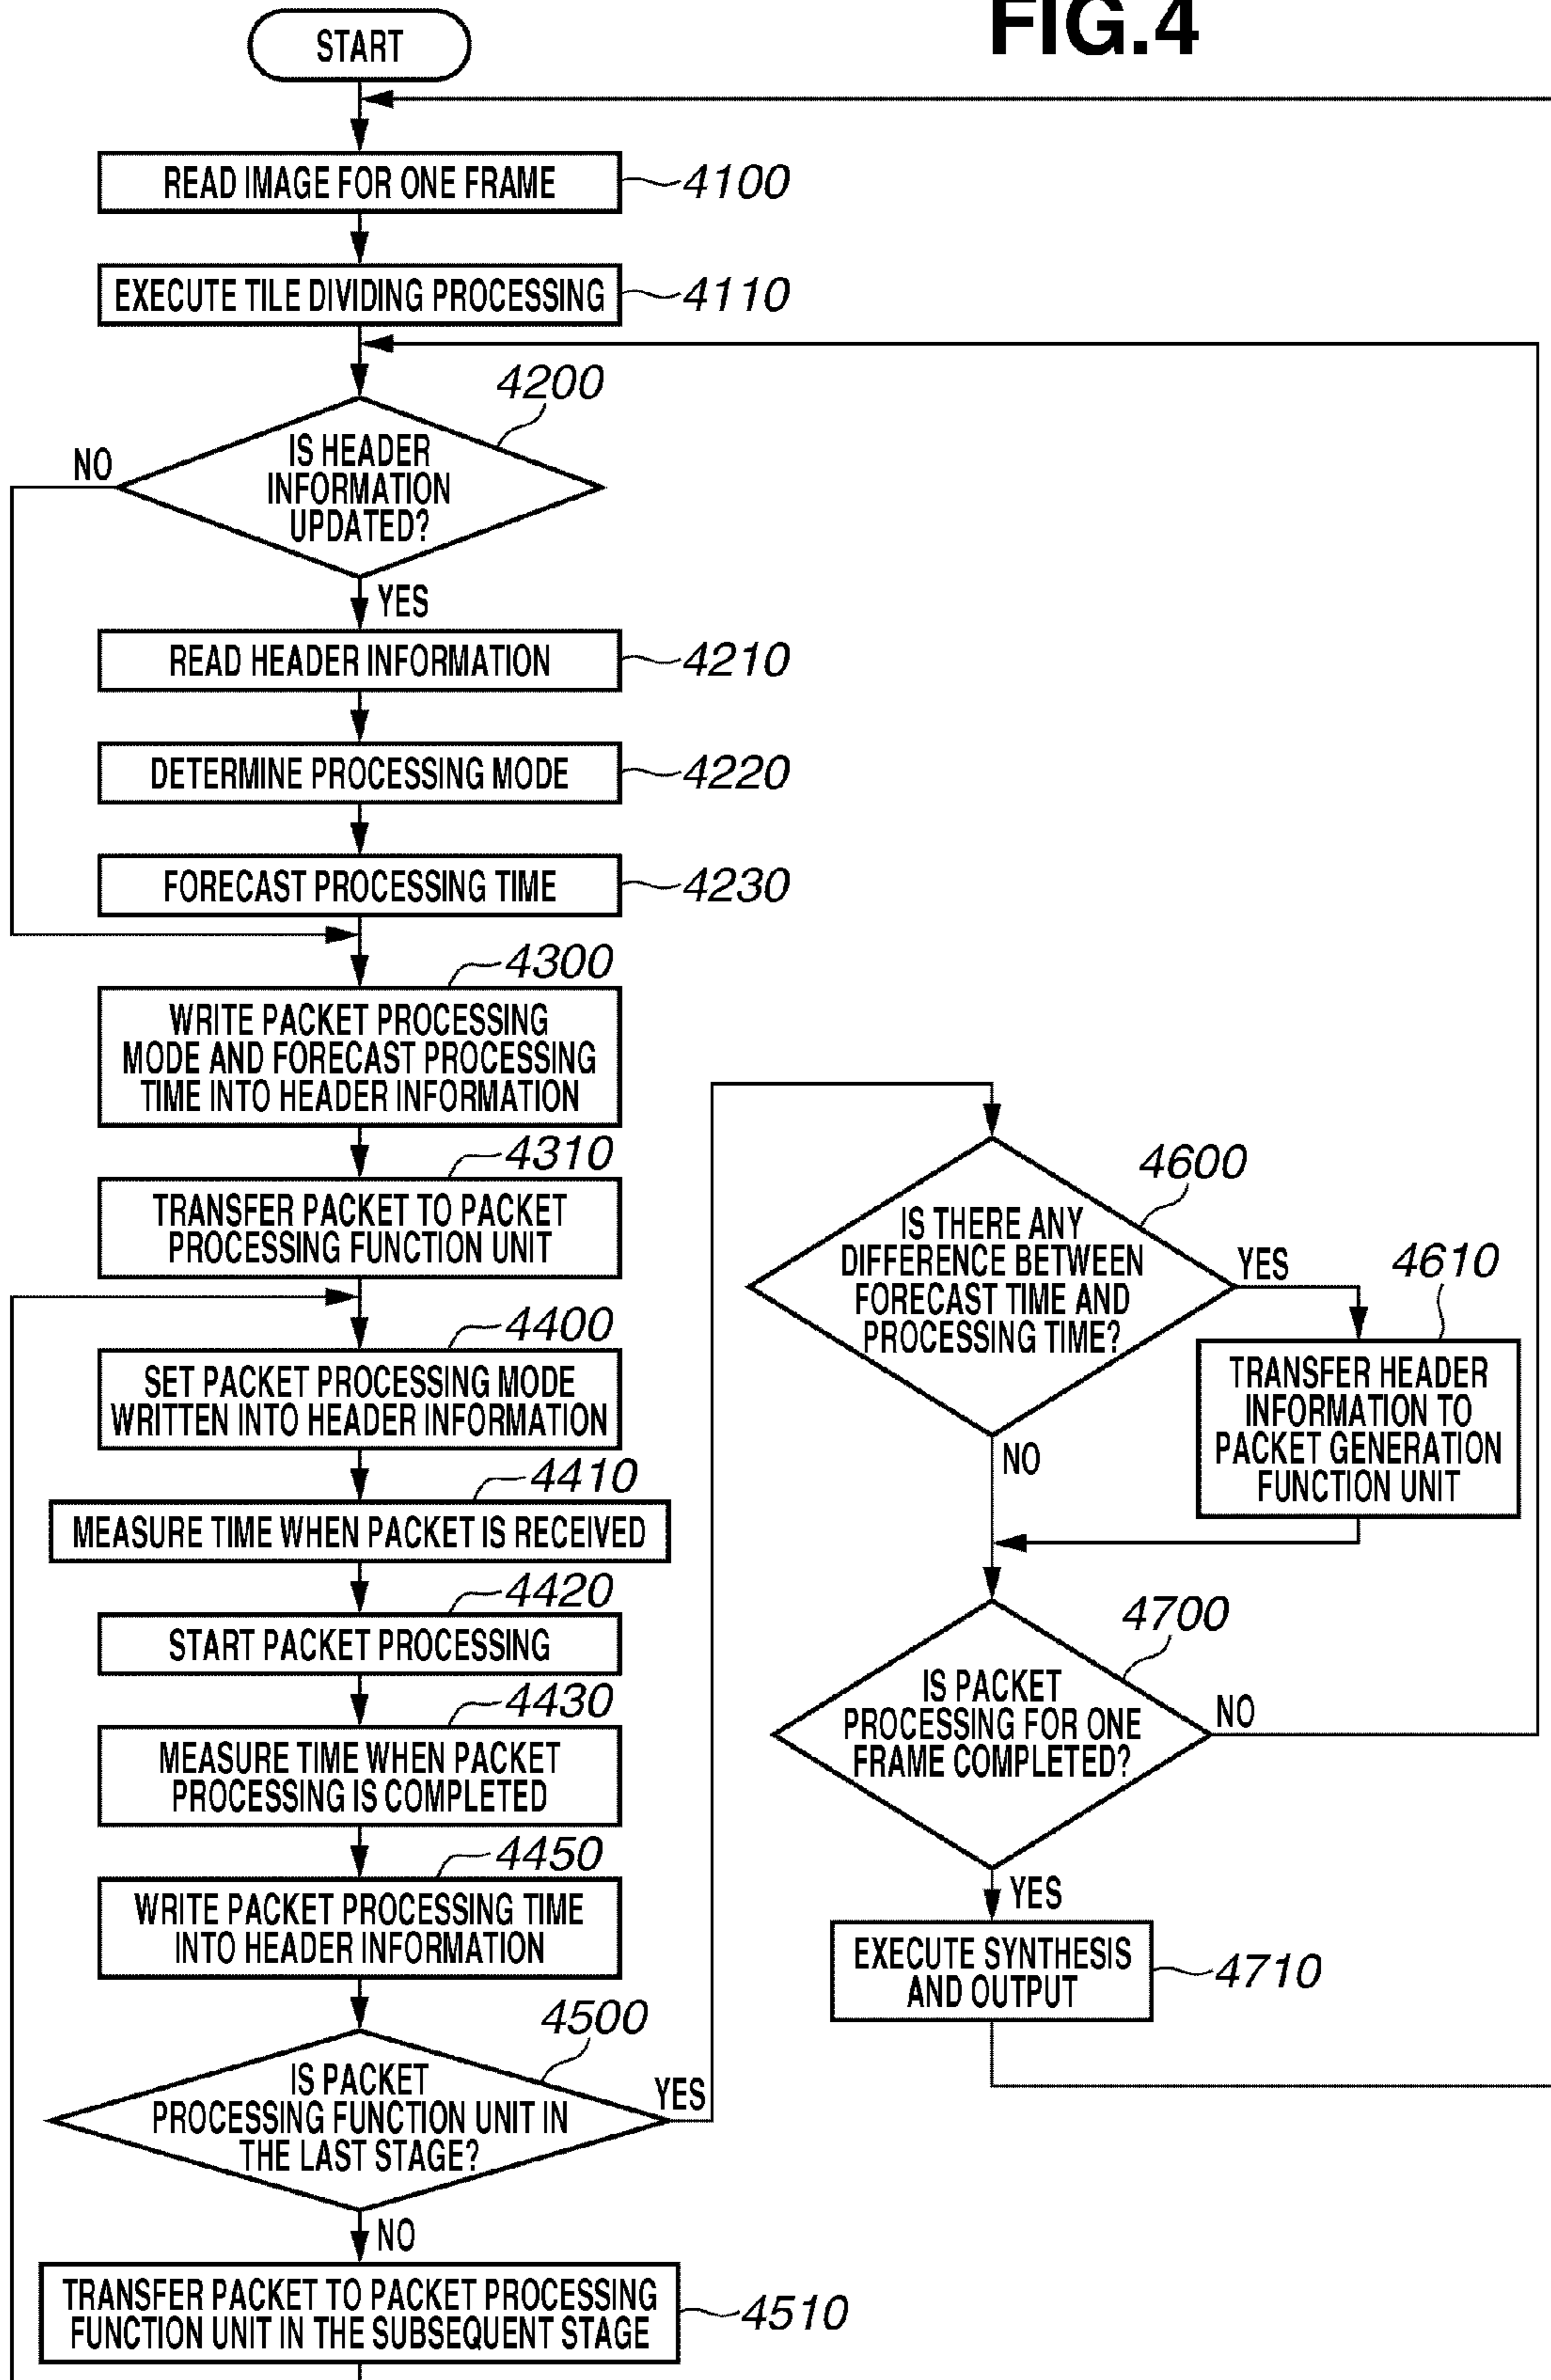 FIG.4
START
READ IMAGE FOR ONE FRAME
4100
EXECUTE TILE DIVIDING PROCESSING
4110
4200
NO
IS HEADER
INFORMATION
UPDATED?
YES
READ HEADER INFORMATION
4210
DETERMINE PROCESSING MODE
4220
FORECAST PROCESSING TIME
4230
4300
WRITE PACKET PROCESSING
MODE AND FORECAST PROCESSING
TIME INTO HEADER INFORMATION
4310
TRANSFER PACKET TO PACKET
PROCESSING FUNCTION UNIT
4400
SET PACKET PROCESSING MODE
WRITTEN INTO HEADER INFORMATION
4410
MEASURE TIME WHEN PACKET IS RECEIVED
4420
START PACKET PROCESSING
4430
MEASURE TIME WHEN PACKET
PROCESSING IS COMPLETED
4450
WRITE PACKET PROCESSING TIME
INTO HEADER INFORMATION
4500
IS PACKET
PROCESSING FUNCTION UNIT IN
THE LAST STAGE?
YES
NO
TRANSFER PACKET TO PACKET PROCESSING
FUNCTION UNIT IN THE SUBSEQUENT STAGE
4510
4600
IS THERE ANY
DIFFERENCE BETWEEN
FORECAST TIME AND
PROCESSING TIME?
YES
4610
TRANSFER HEADER
INFORMATION TO
PACKET GENERATION
FUNCTION UNIT
NO
4700
IS PACKET
PROCESSING FOR ONE
FRAME COMPLETED?
NO
YES
EXECUTE SYNTHESIS
AND OUTPUT
4710